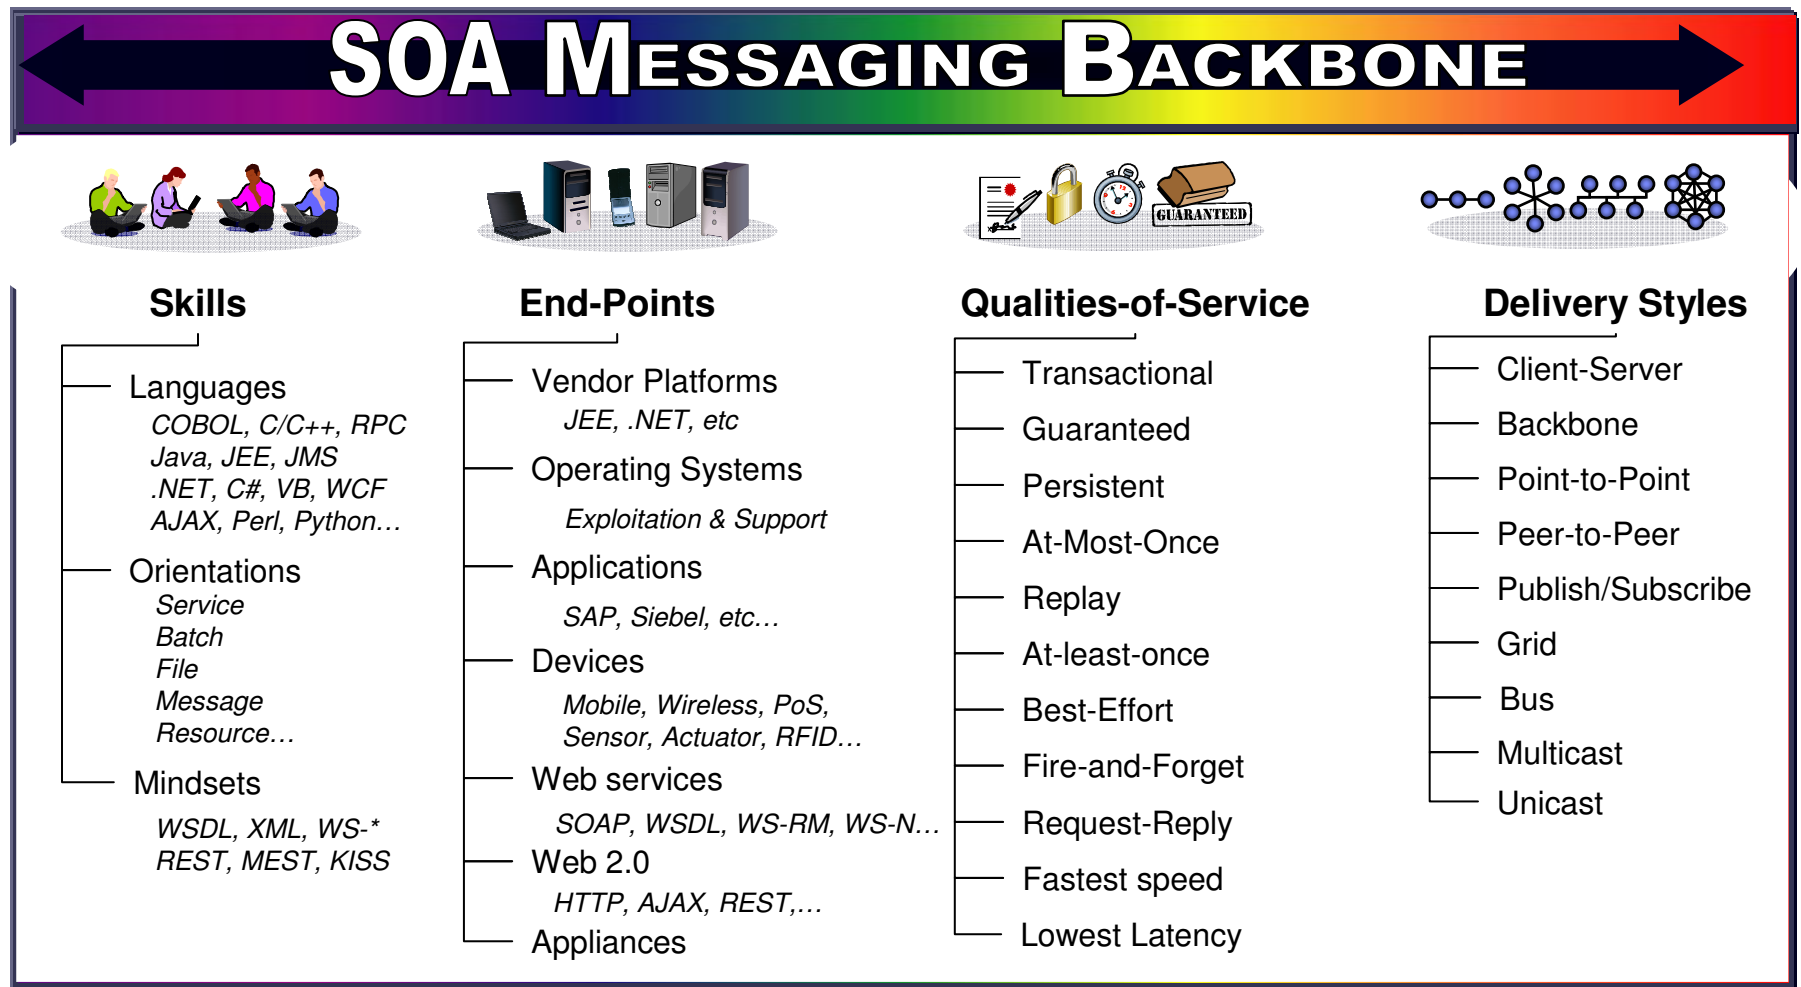 SOA MESSAGING BACKBONE
GUARANTEED
Skills
Languages
COBOL, C/C++, RPC
Java, JEE, JMS
.NET, C#, VB, WCF
AJAX, Perl, Python…
Orientations
Service
Batch
File
Message
Resource…
Mindsets
WSDL, XML, WS-*
REST, MEST, KISS
End-Points
Vendor Platforms
JEE, .NET, etc
Operating Systems
Exploitation & Support
Applications
SAP, Siebel, etc…
Devices
Mobile, Wireless, PoS,
Sensor, Actuator, RFID…
Web services
SOAP, WSDL, WS-RM, WS-N…
Web 2.0
HTTP, AJAX, REST,…
Appliances
Qualities-of-Service
Transactional
Guaranteed
Persistent
At-Most-Once
Replay
At-least-once
Best-Effort
Fire-and-Forget
Request-Reply
Fastest speed
Lowest Latency
Delivery Styles
Client-Server
Backbone
Point-to-Point
Peer-to-Peer
Publish/Subscribe
Grid
Bus
Multicast
Unicast